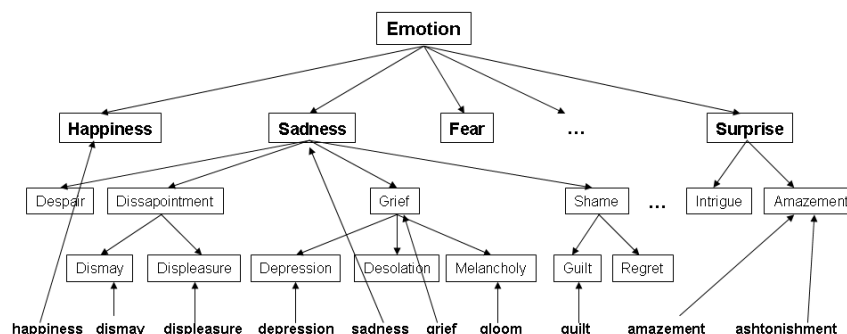 Emotion
Happiness Sadness Fear ... Surprise
Despair Dissapointment Grief Shame ... Intrigue Amazement
Dismay Displeasure Depression Desolation Melancholy Guilt Regret
happiness dismay displeasure depression sadness grief gloom guilt amazement ashtonishment